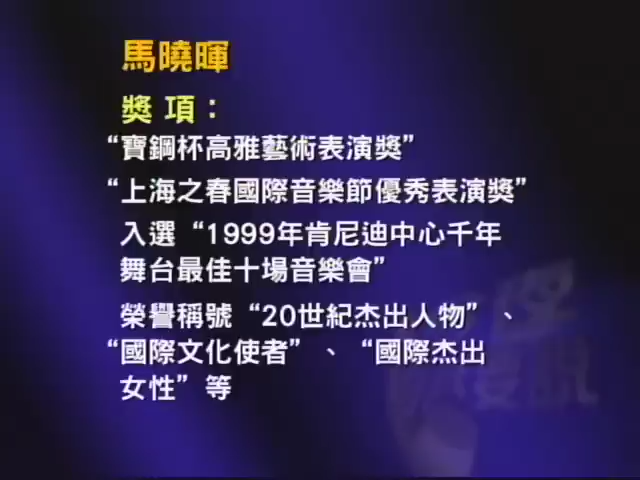 馬曉暉
獎 項：
“寶鋼杯高雅藝術表演獎”
“上海之春國際音樂節優秀表演獎”
入選“1999年肯尼迪中心千年
舞台最佳十場音樂會”
榮譽稱號“20世紀杰出人物”、
“國際文化使者”、“國際杰出
女性”等